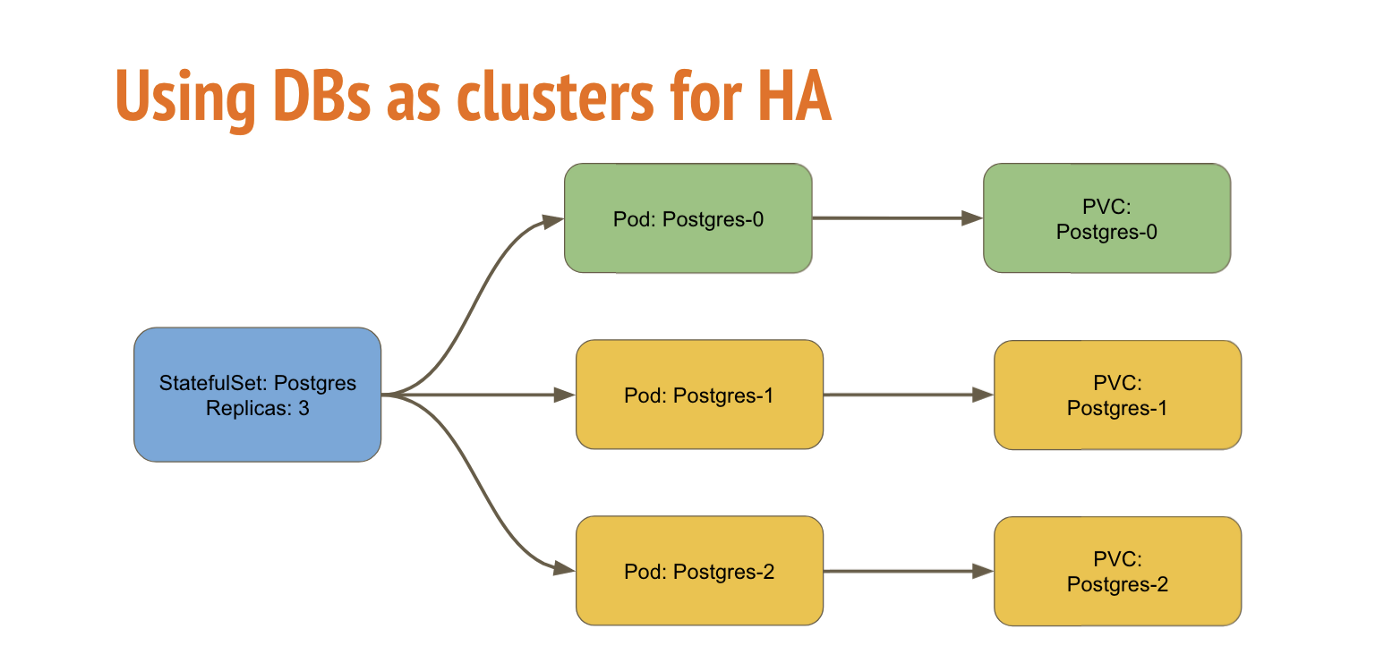 Using DBs as clusters for HA
Pod: Postgres-0
PVC:
Postgres-0
StatefulSet: Postgres
Replicas: 3
Pod: Postgres-1
PVC:
Postgres-1
Pod: Postgres-2
PVC:
Postgres-2